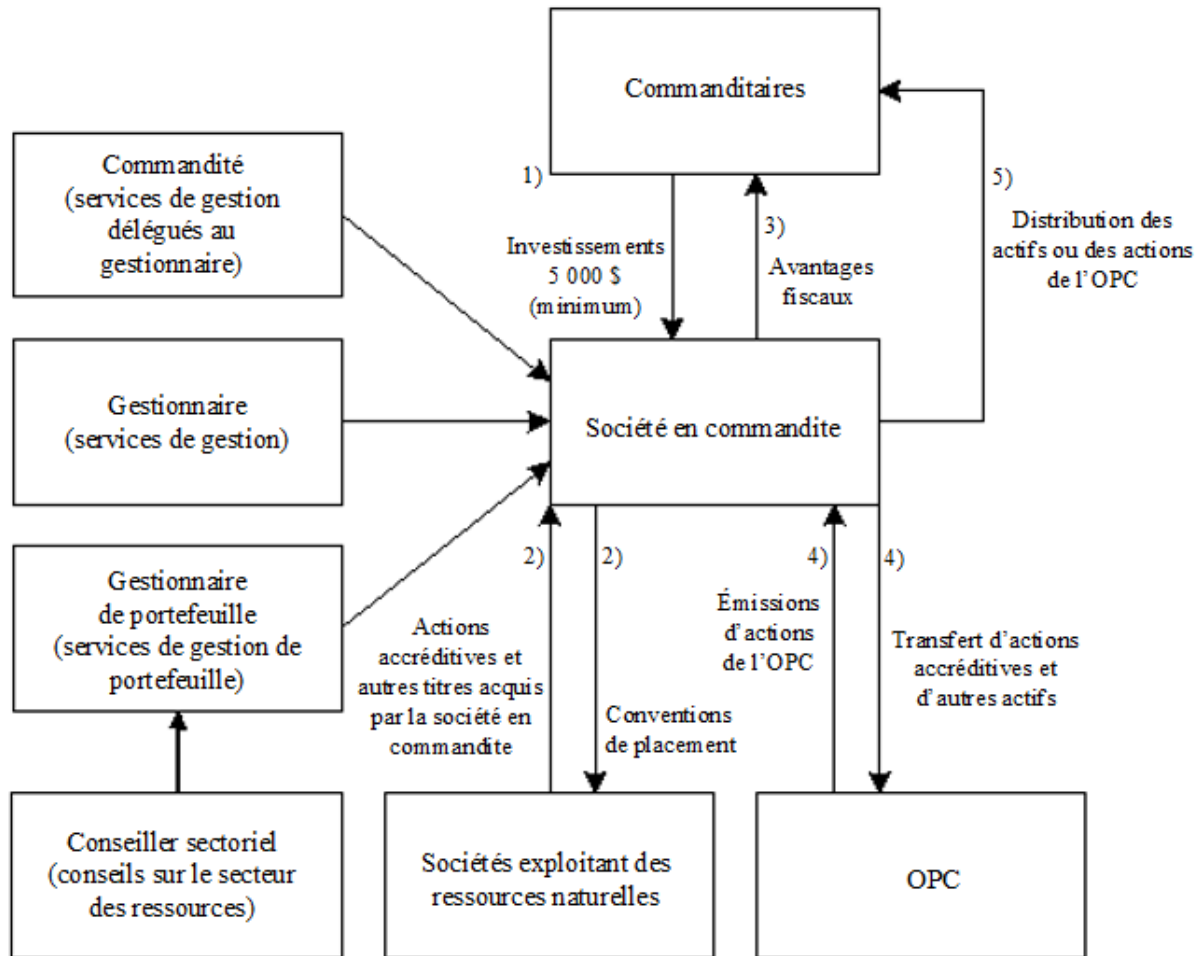 Commanditaires
Commandité
(services de gestion
délégués au
gestionnaire)
1)
Investissements
5 000 $
(minimum)
3)
Avantages
fiscaux
5)
Distribution des
actifs ou des actions
de l’OPC
Gestionnaire
(services de gestion)
Société en commandite
Gestionnaire
de portefeuille
(services de gestion de
portefeuille)
2)
Actions
accréditives et
autres titres acquis
par la société en
commandite
2)
Conventions
de placement
4)
Émissions
d’actions
de l’OPC
4)
Transfert d’actions
accréditives et
d’autres actifs
Conseiller sectoriel
(conseils sur le secteur
des ressources)
Sociétés exploitant des
ressources naturelles
OPC